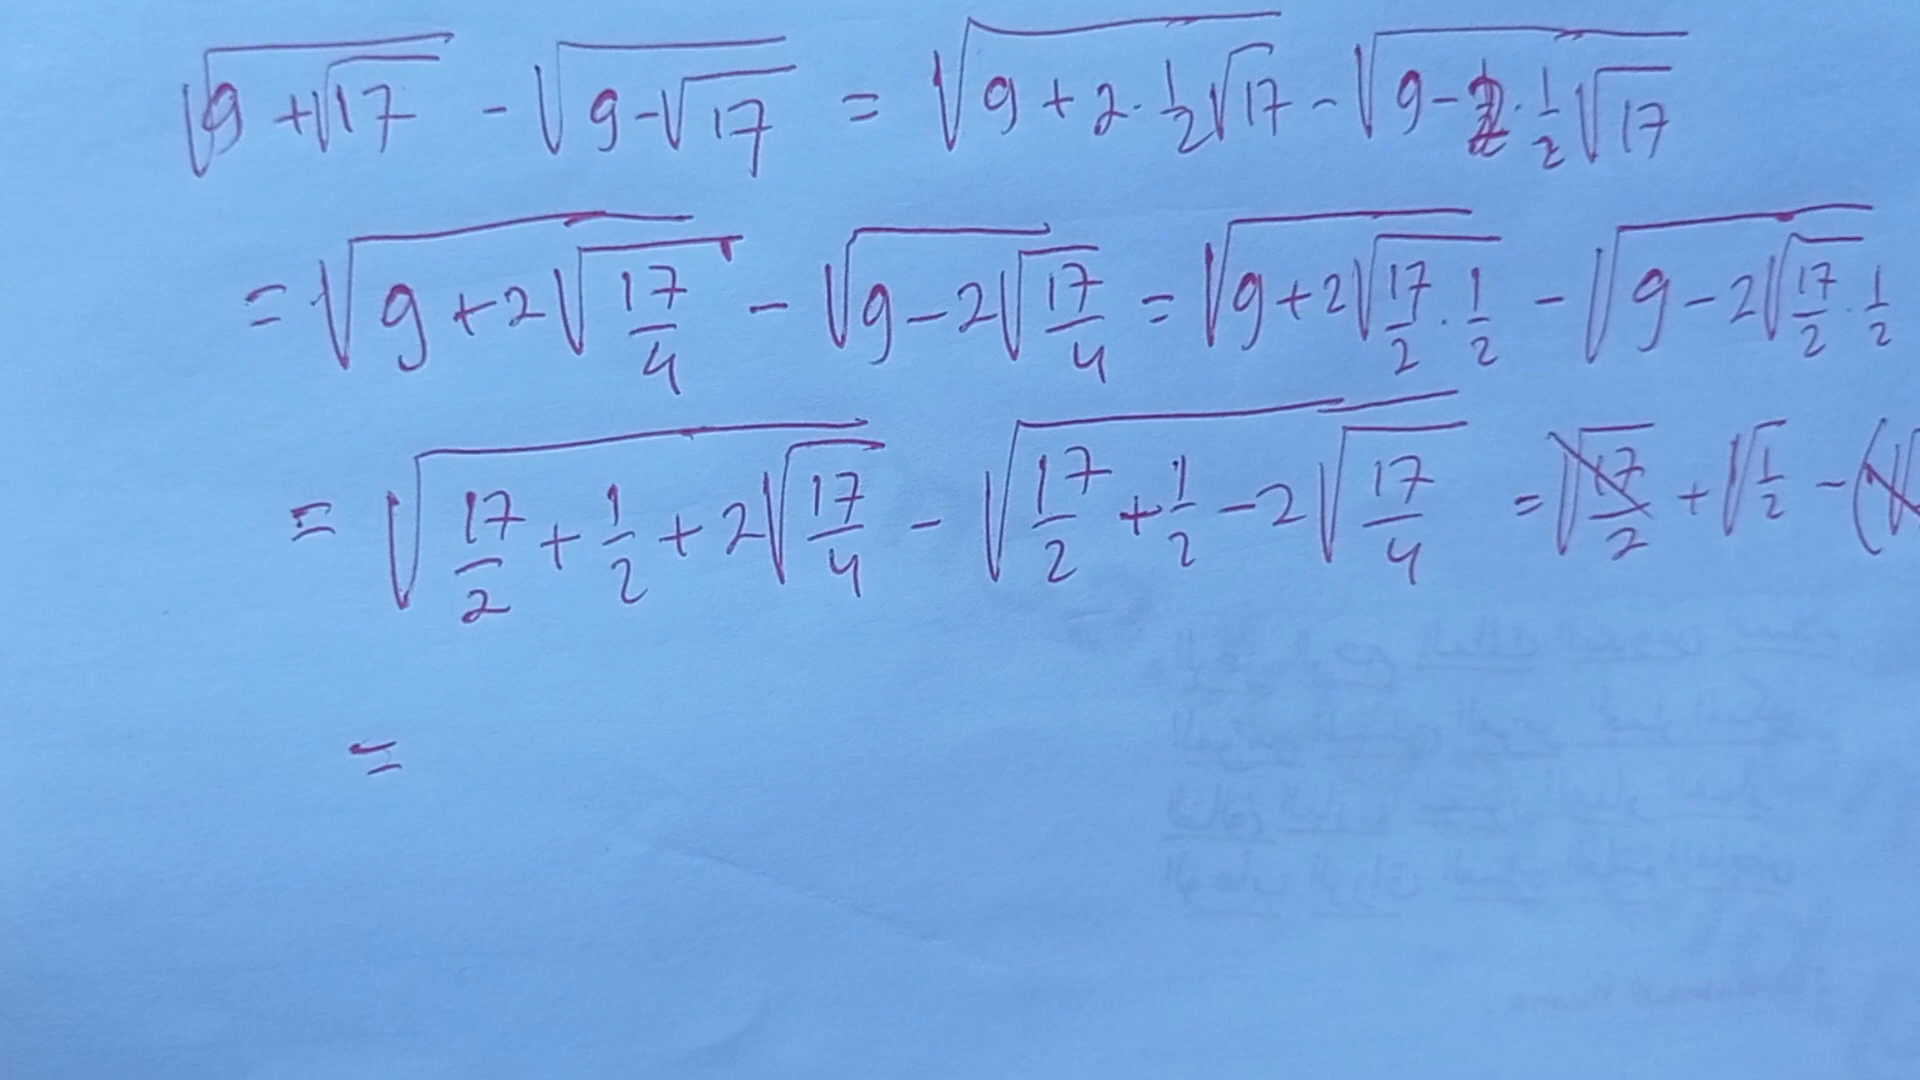 √(9+√17) - √(9-√17) = √(9+2·1/2√17) - √(9-2·1/2√17)
= √(9+2√(17/4)) - √(9-2√(17/4)) = √(9+2√(17/2·1/2)) - √(9-2√(17/2·1/2))
= √(17/2+1/2+2√(17/4)) - √(17/2+1/2-2√(17/4)) = √(17/2) + √(1/2) - (√
=